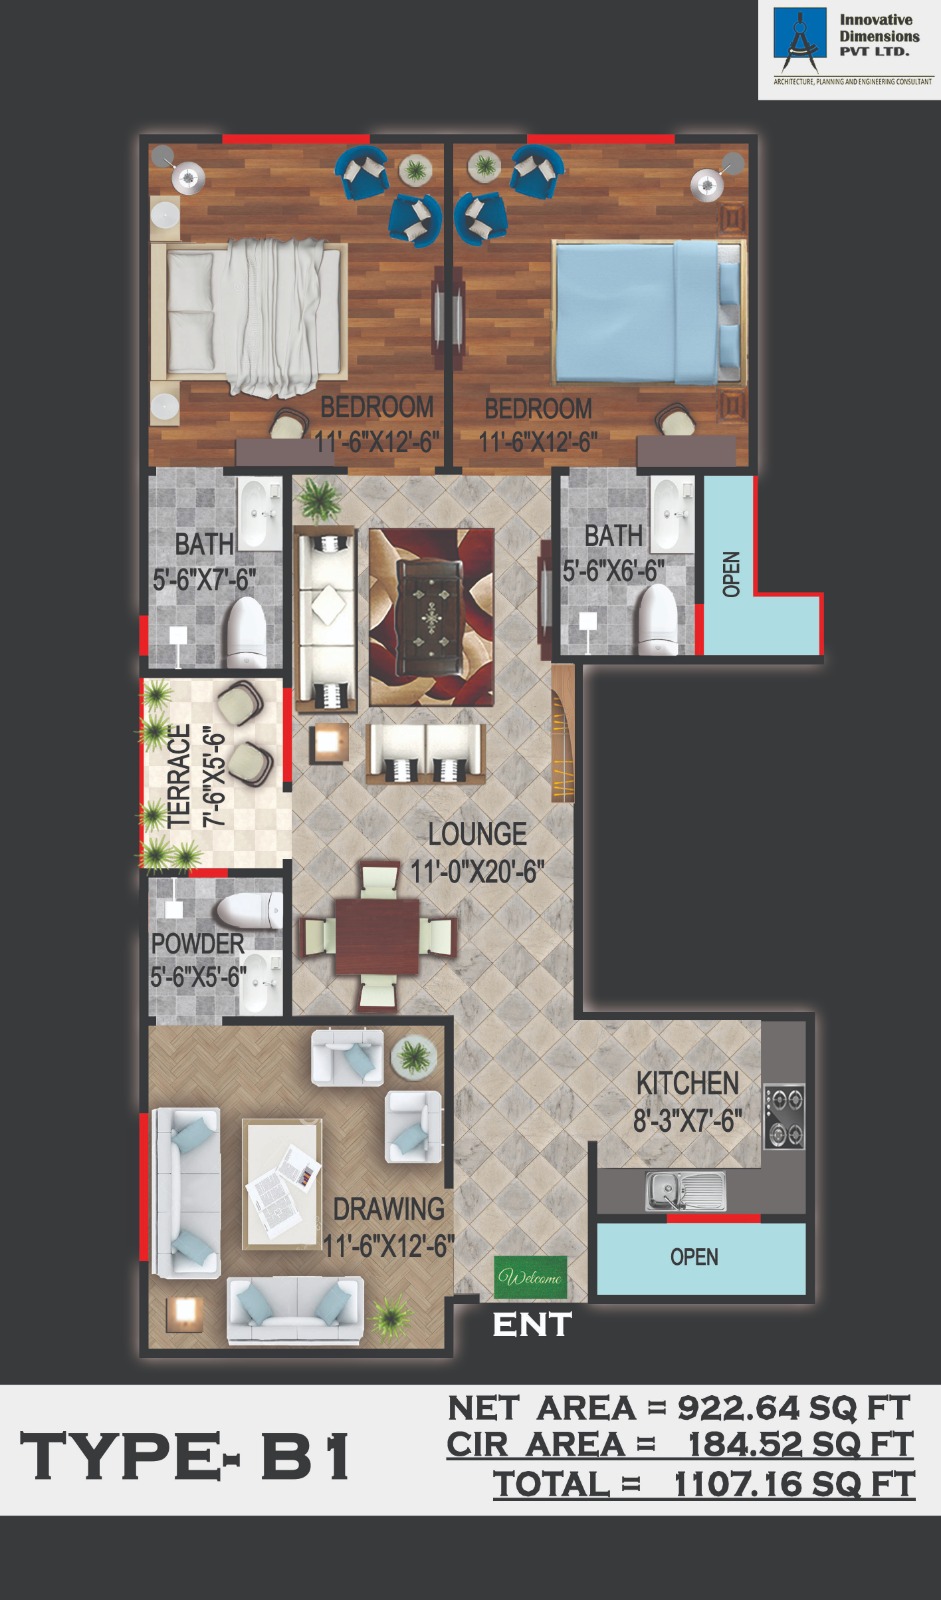 Innovative
Dimensions
PVT LTD.
ARCHITECTURE, PLANNING AND ENGINEERING CONSULTANT
BEDROOM
11'-6"X12'-6"
BEDROOM
11'-6"X12'-6"
BATH
5'-6"X7'-6"
BATH
5'-6"X6'-6"
OPEN
TERRACE
7'-6"X5'-6"
LOUNGE
11'-0"X20'-6"
POWDER
5'-6"X5'-6"
KITCHEN
8'-3"X7'-6"
DRAWING
11'-6"X12'-6"
OPEN
Welcome
ENT
TYPE- B1
NET AREA = 922.64 SQ FT
CIR AREA = 184.52 SQ FT
TOTAL = 1107.16 SQ FT